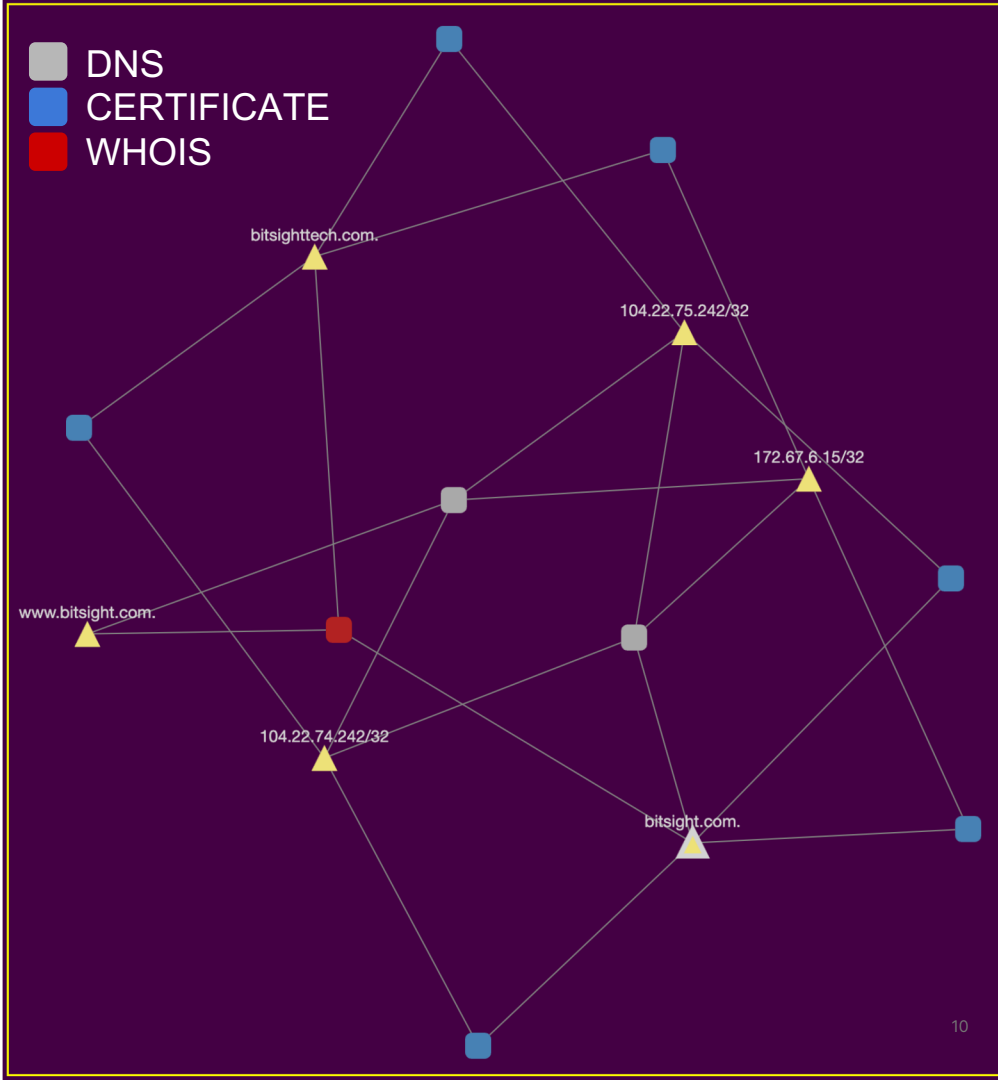 DNS
CERTIFICATE
WHOIS
bitsighttech.com.
104.22.75.242/32
172.67.6.15/32
www.bitsight.com.
104.22.74.242/32
bitsight.com.
10